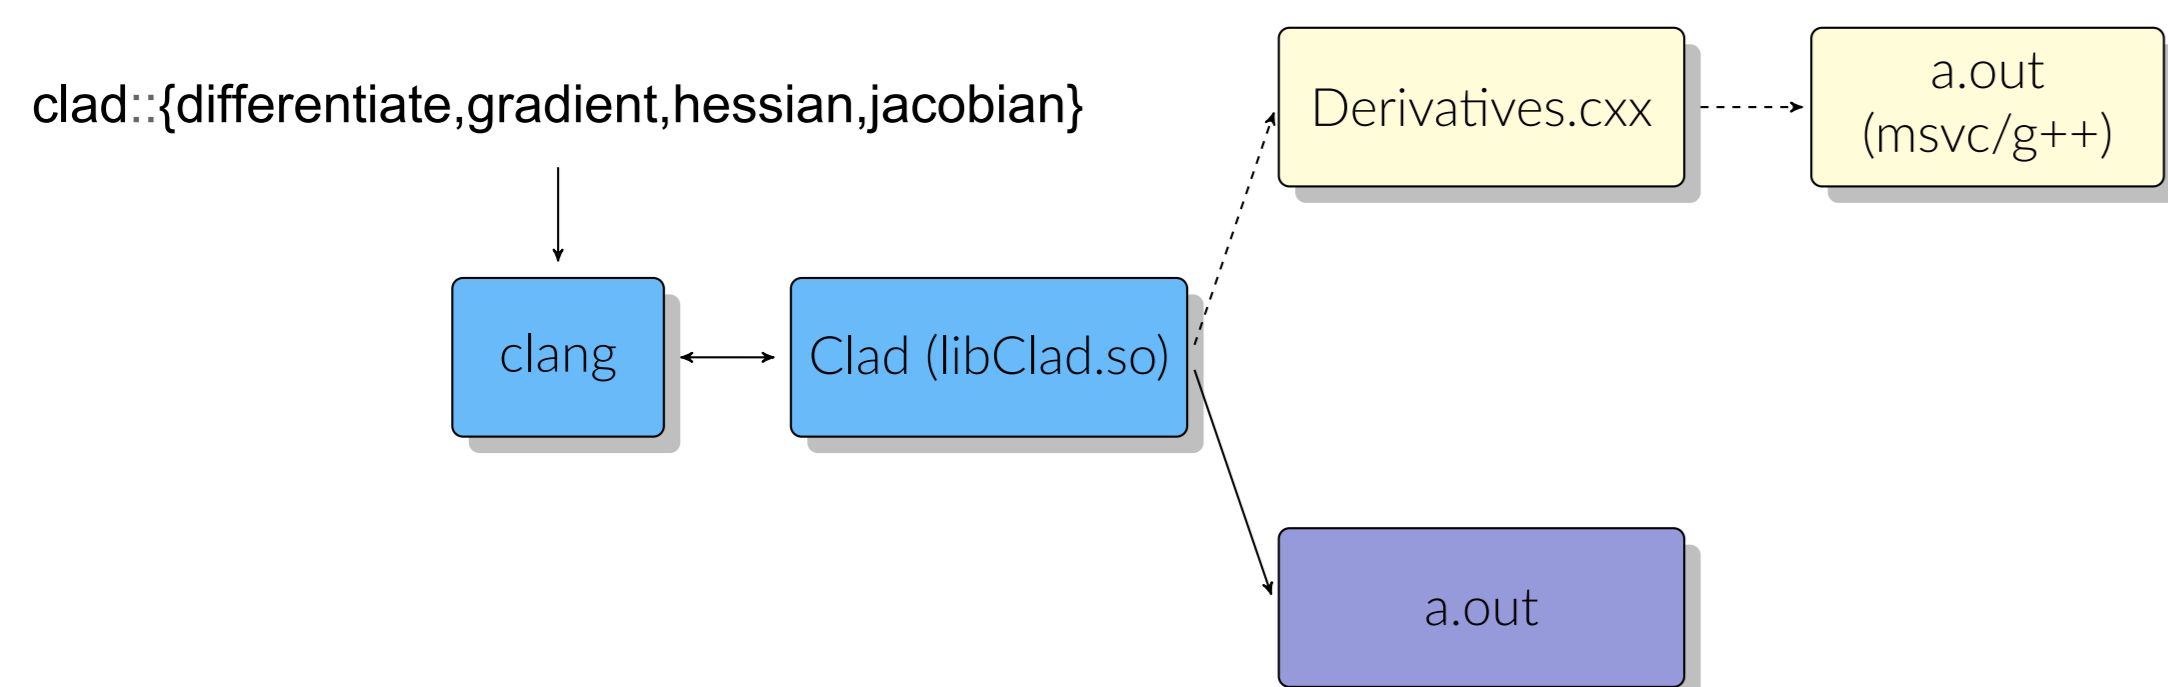 clad::{differentiate,gradient,hessian,jacobian}
Derivatives.cxx
a.out
(msvc/g++)
clang
Clad (libClad.so)
a.out